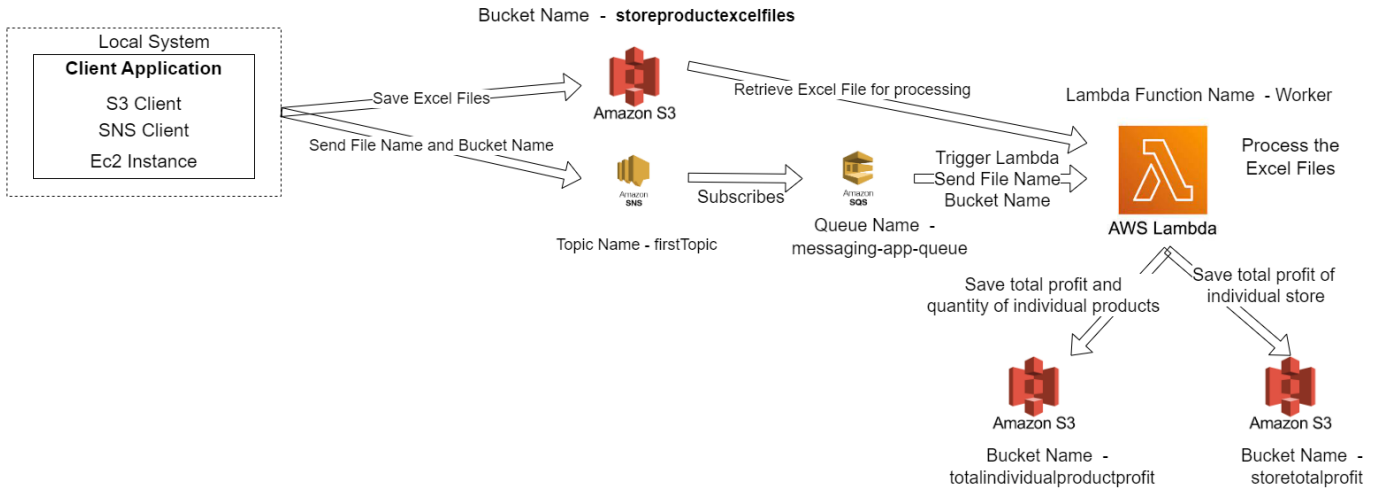 Bucket Name - storeproductexcelfiles
Local System
Client Application
S3 Client
SNS Client
Ec2 Instance
Save Excel Files
Send File Name and Bucket Name
Amazon S3
Retrieve Excel File for processing
Lambda Function Name - Worker
Process the
Excel Files
Amazon
SNS
Topic Name - firstTopic
Subscribes
Amazon
SQS
Queue Name -
messaging-app-queue
Trigger Lambda
Send File Name
Bucket Name
AWS Lambda
Save total profit and
quantity of individual products
Save total profit of
individual store
Amazon S3
Bucket Name -
totalindividualproductprofit
Amazon S3
Bucket Name -
storetotalprofit